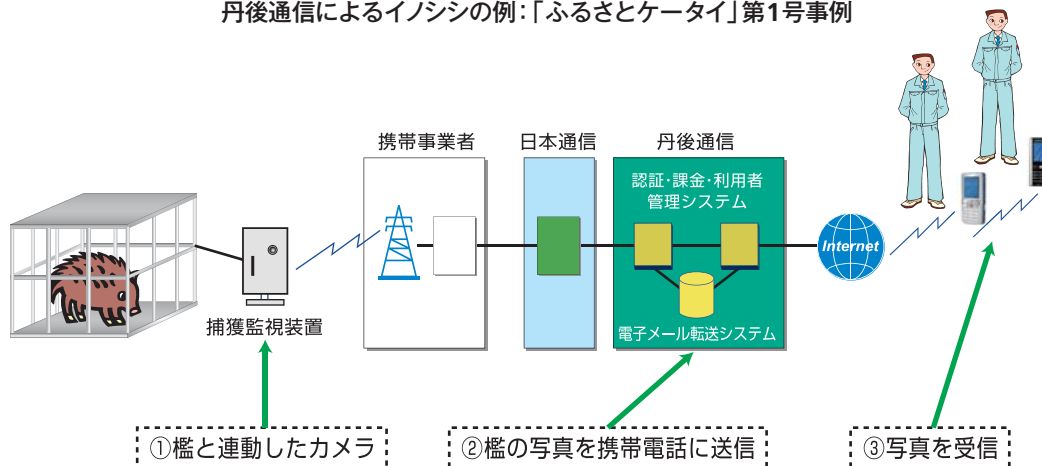 丹後通信によるイノシシの例：「ふるさとケータイ」第1号事例
携帯事業者
日本通信
丹後通信
認証・課金・利用者
管理システム
Internet
捕獲監視装置
電子メール転送システム
①檻と連動したカメラ
②檻の写真を携帯電話に送信
③写真を受信